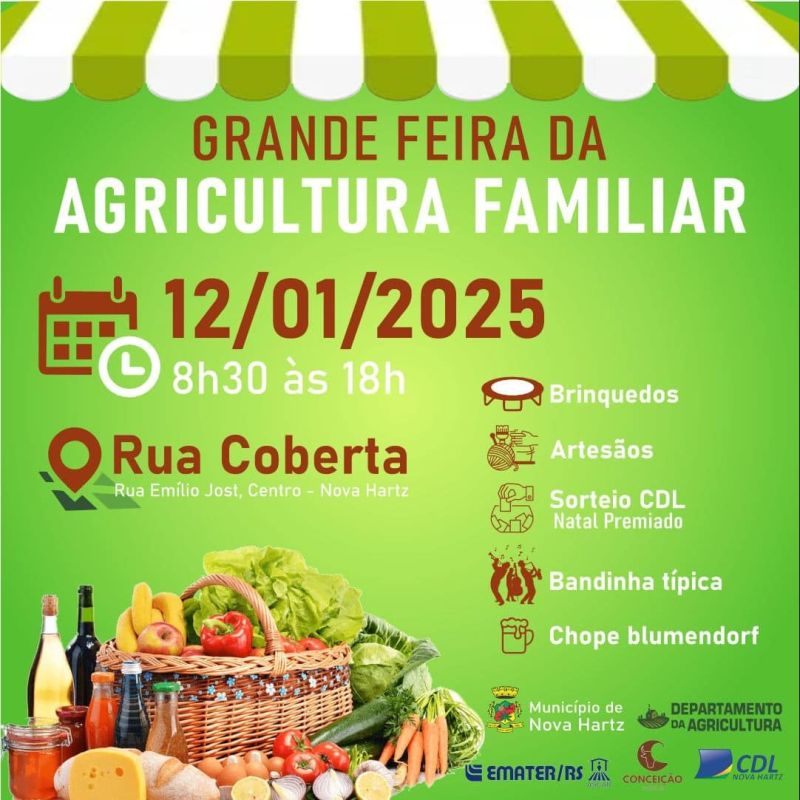 GRANDE FEIRA DA
AGRICULTURA FAMILIAR
12/01/2025
8h30 às 18h
Rua Coberta
Rua Emílio Jost, Centro - Nova Hartz
Brinquedos
Artesãos
Sorteio CDL
Natal Premiado
Bandinha típica
Chope blumendorf
Município de
Nova Hartz
DEPARTAMENTO
DA AGRICULTURA
EMATER/RS
CONCEIÇÃO
CDL
NOVA HARTZ